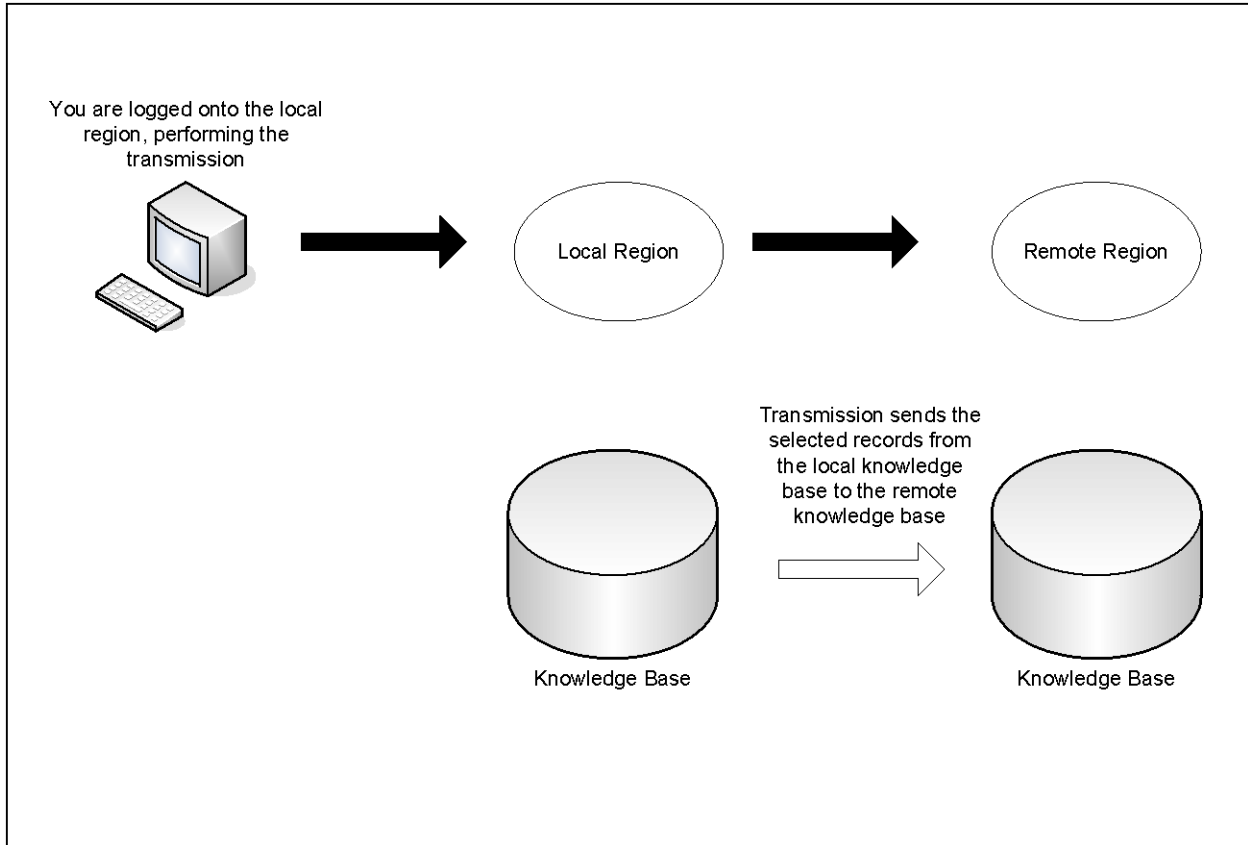 You are logged onto the local
region, performing the
transmission
Local Region
Remote Region
Transmission sends the
selected records from
the local knowledge
base to the remote
knowledge base
Knowledge Base
Knowledge Base